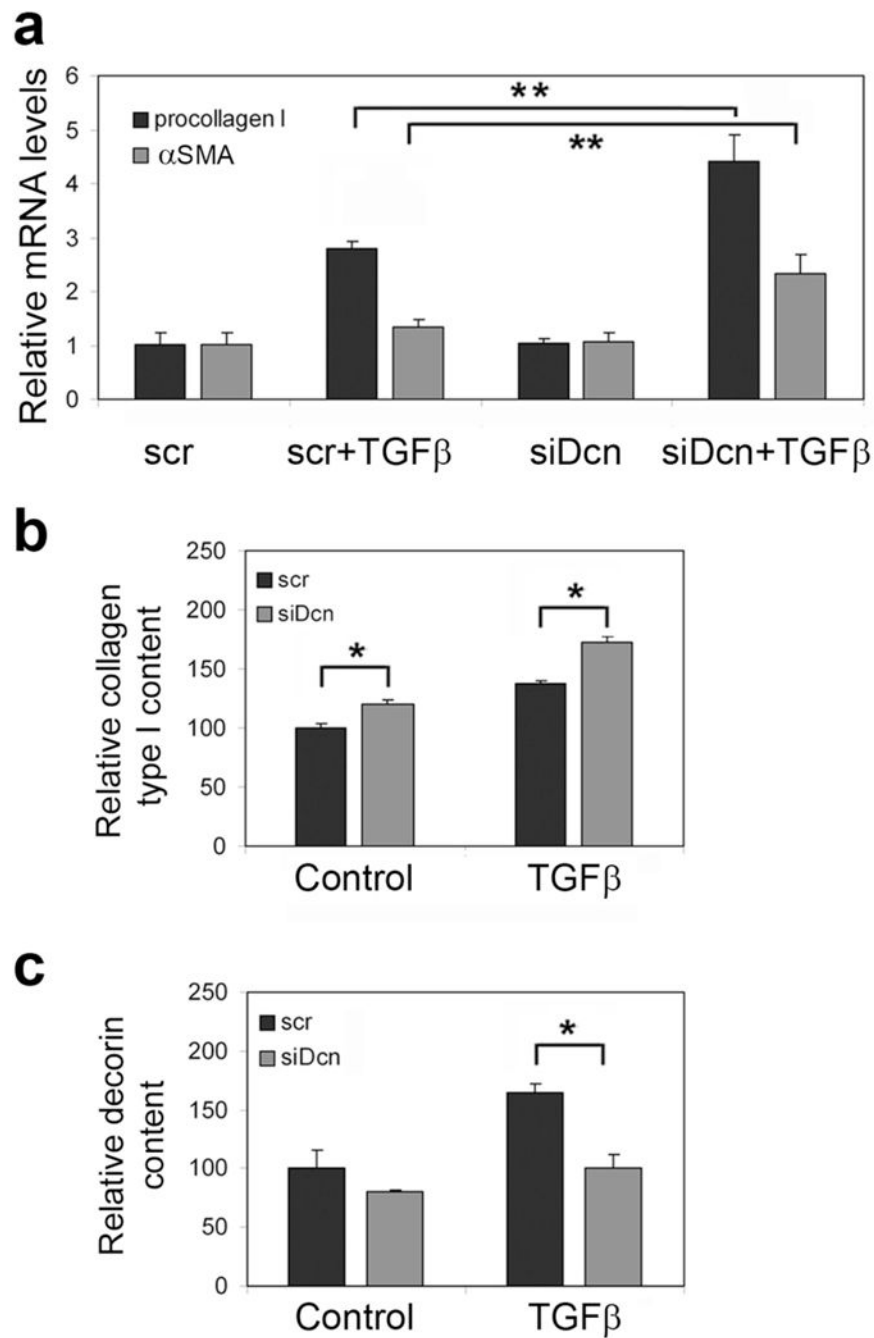 a
Relative mRNA levels
6
5
4
3
2
1
0
procollagen I
αSMA
**
**
scr
scr+TGFβ
siDcn
siDcn+TGFβ
b
Relative collagen
type I content
250
200
150
100
50
0
scr
siDcn
*
*
Control
TGFβ
c
Relative decorin
content
250
200
150
100
50
0
scr
siDcn
*
Control
TGFβ